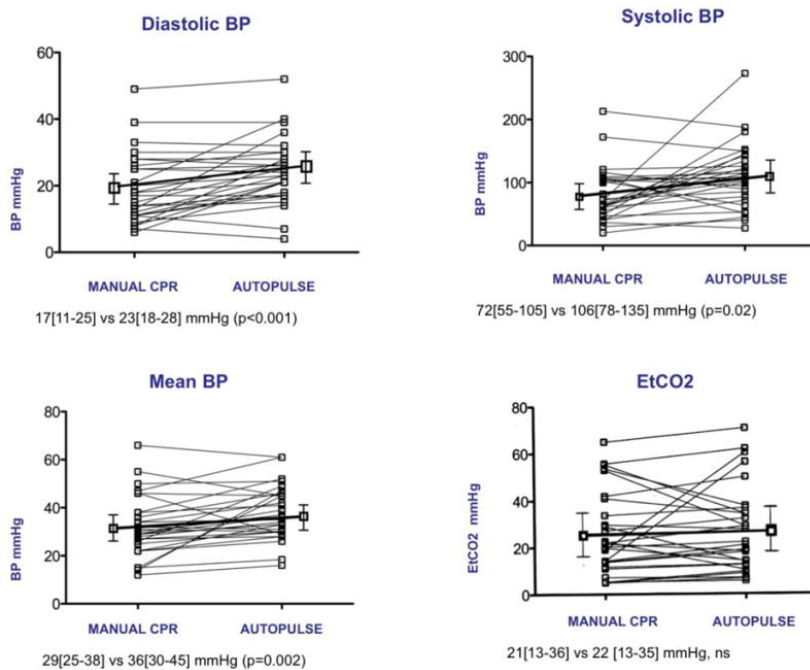 Diastolic BP
60
40
20
0
BP mmHg
MANUAL CPR AUTOPULSE
17[11-25] vs 23[18-28] mmHg (p<0.001)
Systolic BP
300
200
100
0
BP mmHg
MANUAL CPR AUTOPULSE
72[55-105] vs 106[78-135] mmHg (p=0.02)
Mean BP
80
60
40
20
0
BP mmHg
MANUAL CPR AUTOPULSE
29[25-38] vs 36[30-45] mmHg (p=0.002)
EtCO2
80
60
40
20
0
EtCO2 mmHg
MANUAL CPR AUTOPULSE
21[13-36] vs 22 [13-35] mmHg, ns